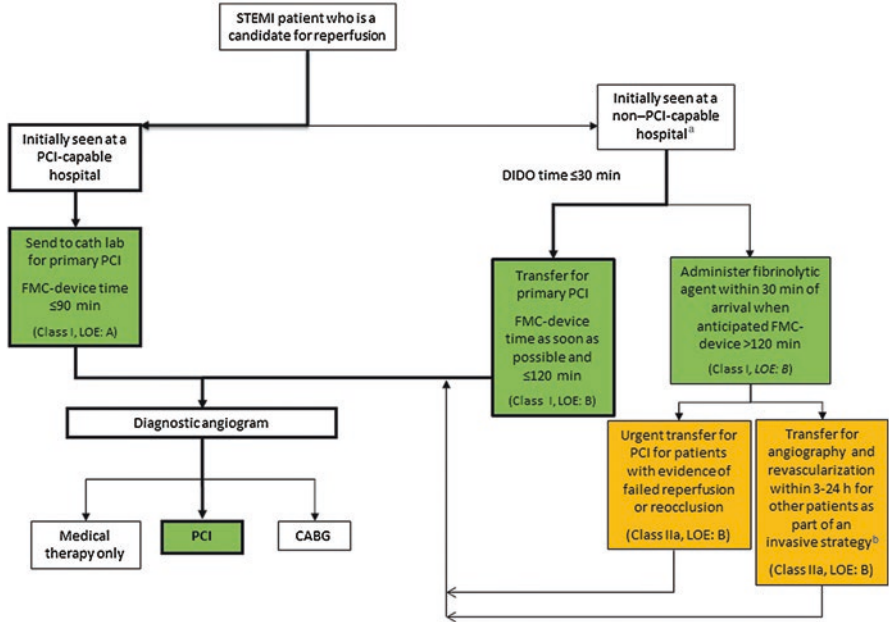 STEMI patient who is a
candidate for reperfusion
Initially seen at a
PCI-capable
hospital
Initially seen at a
non–PCI-capable
hospitalª
DIDO time ≤30 min
Send to cath lab
for primary PCI
FMC-device time
≤90 min
(Class I, LOE: A)
Transfer for
primary PCI
FMC-device
time as soon as
possible and
≤120 min
(Class I, LOE: B)
Administer fibrinolytic
agent within 30 min of
arrival when
anticipated FMC-
device >120 min
(Class I, LOE: B)
Diagnostic angiogram
Medical
therapy only
PCI
CABG
Urgent transfer for
PCI for patients
with evidence of
failed reperfusion
or reocclusion
(Class IIa, LOE: B)
Transfer for
angiography and
revascularization
within 3-24 h for
other patients as
part of an
invasive strategyᵇ
(Class IIa, LOE: B)